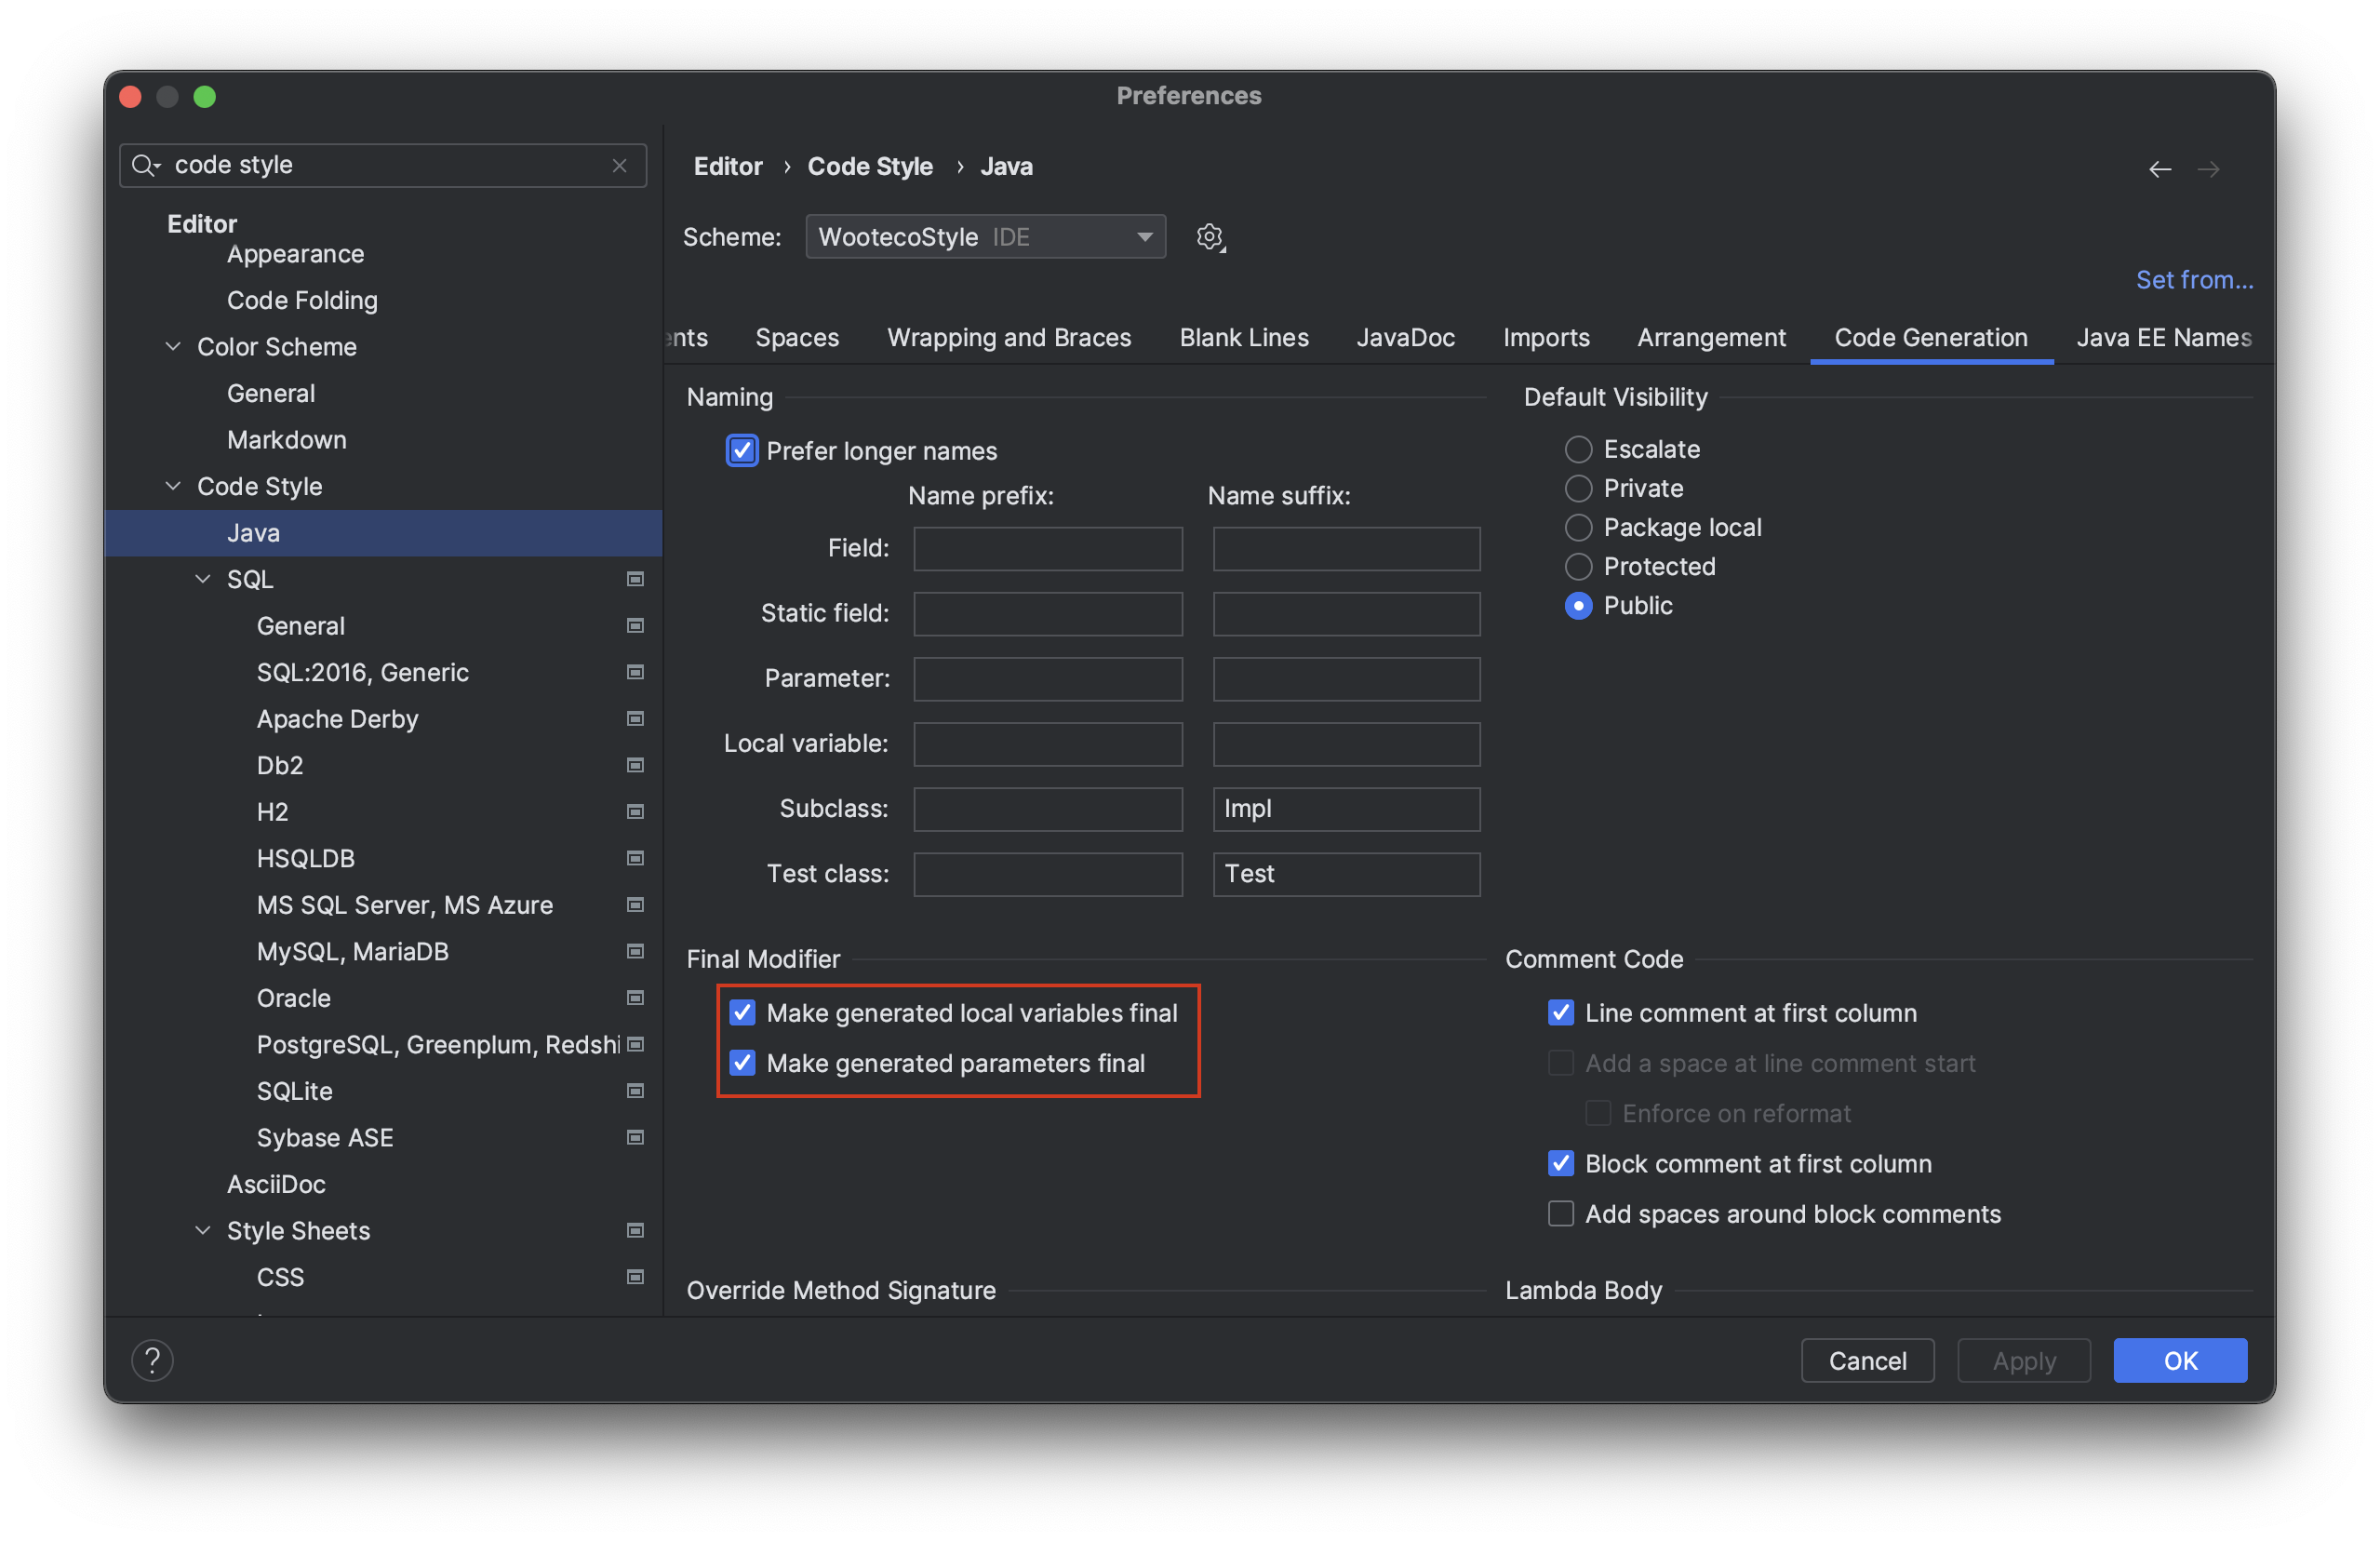 Preferences
code style
Editor
Appearance
Code Folding
Color Scheme
General
Markdown
Code Style
Java
SQL
General
SQL:2016, Generic
Apache Derby
Db2
H2
HSQLDB
MS SQL Server, MS Azure
MySQL, MariaDB
Oracle
PostgreSQL, Greenplum, Redshi
SQLite
Sybase ASE
AsciiDoc
Style Sheets
CSS
Editor › Code Style › Java
Scheme: WootecoStyle IDE
Set from...
ents Spaces Wrapping and Braces Blank Lines JavaDoc Imports Arrangement Code Generation Java EE Names
Naming
Prefer longer names
Name prefix: Name suffix:
Field:
Static field:
Parameter:
Local variable:
Subclass: Impl
Test class: Test
Default Visibility
Escalate
Private
Package local
Protected
Public
Final Modifier
Make generated local variables final
Make generated parameters final
Comment Code
Line comment at first column
Add a space at line comment start
Enforce on reformat
Block comment at first column
Add spaces around block comments
Override Method Signature
Lambda Body
? Cancel Apply OK